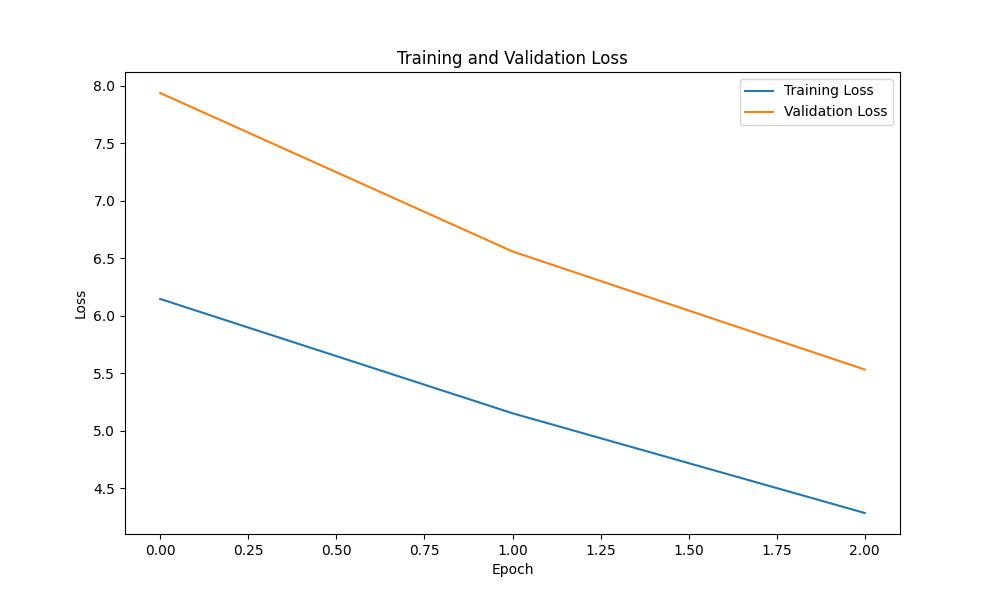 Training and Validation Loss
Training Loss
Validation Loss
8.0
7.5
7.0
6.5
6.0
5.5
5.0
4.5
Loss
0.00 0.25 0.50 0.75 1.00 1.25 1.50 1.75 2.00
Epoch